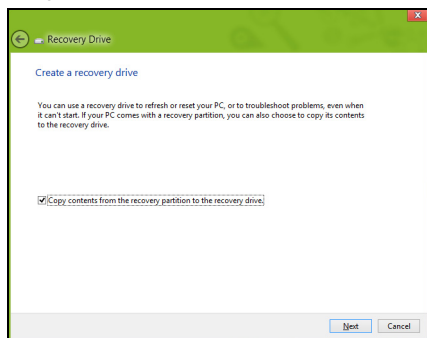 Recovery Drive
Create a recovery drive
You can use a recovery drive to refresh or reset your PC, or to troubleshoot problems, even when
it can't start. If your PC comes with a recovery partition, you can also choose to copy its contents
to the recovery drive.
Copy contents from the recovery partition to the recovery drive.
Next Cancel